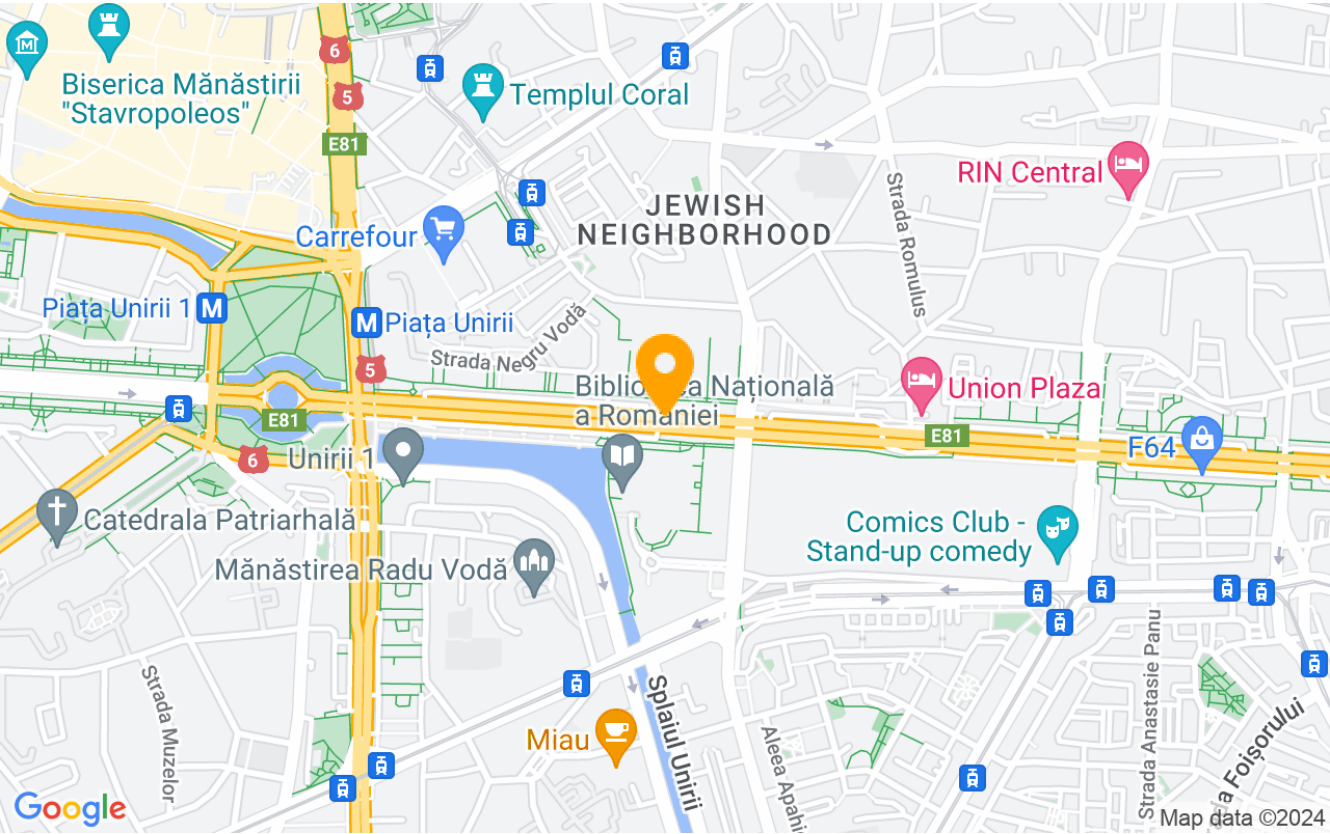 6
Biserica Mănăstirii
"Stavropoleos"
5
Templul Coral
E81
RIN Central
Strada Romulus
JEWISH
NEIGHBORHOOD
Carrefour
Piața Unirii 1
M
M
Piața Unirii
Strada Negru Vodă
5
Union Plaza
a Națională
a României
E81
E81
F64
Unirii 1
6
Catedrala Patriarhală
Comics Club -
Stand-up comedy
Mănăstirea Radu Vodă
Strada Muzelor
Splaiul Unirii
Miau
Aleea Apahi
Strada Anastasie Panu
da Foișorului
Google
Map data ©2024